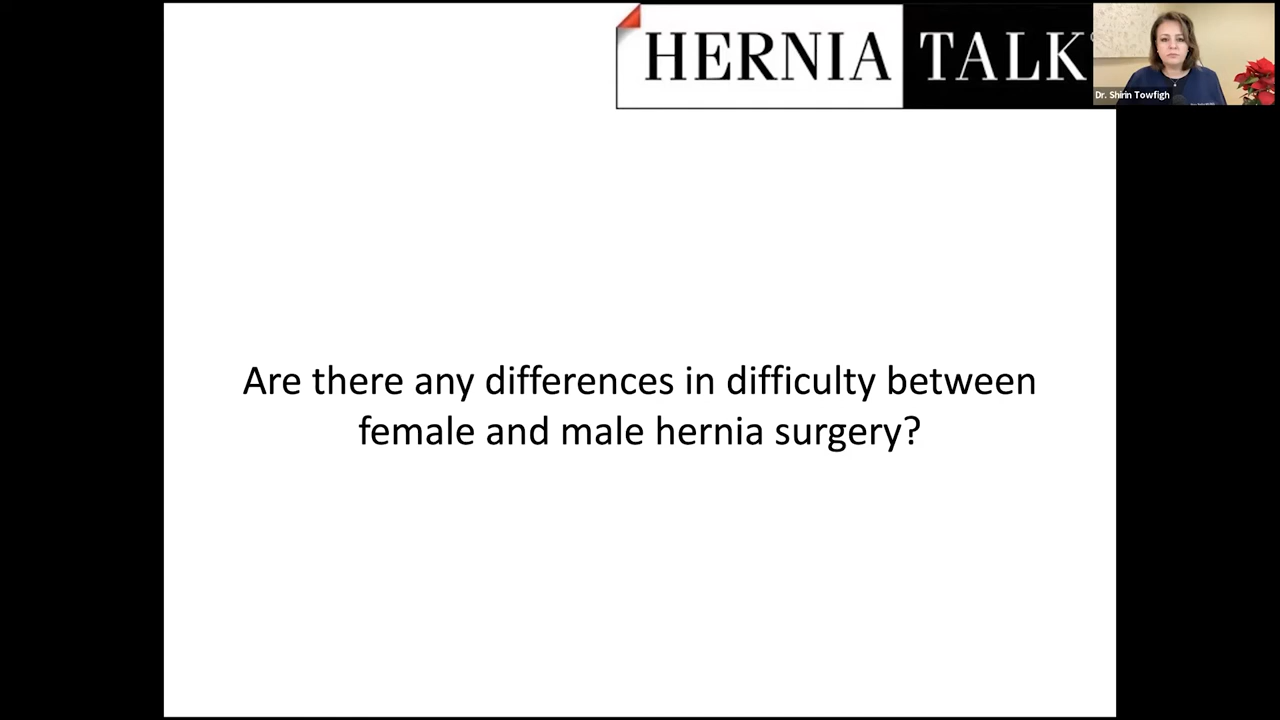 HERNIA TALK
Dr. Shirin Towfigh
Are there any differences in difficulty between
female and male hernia surgery?